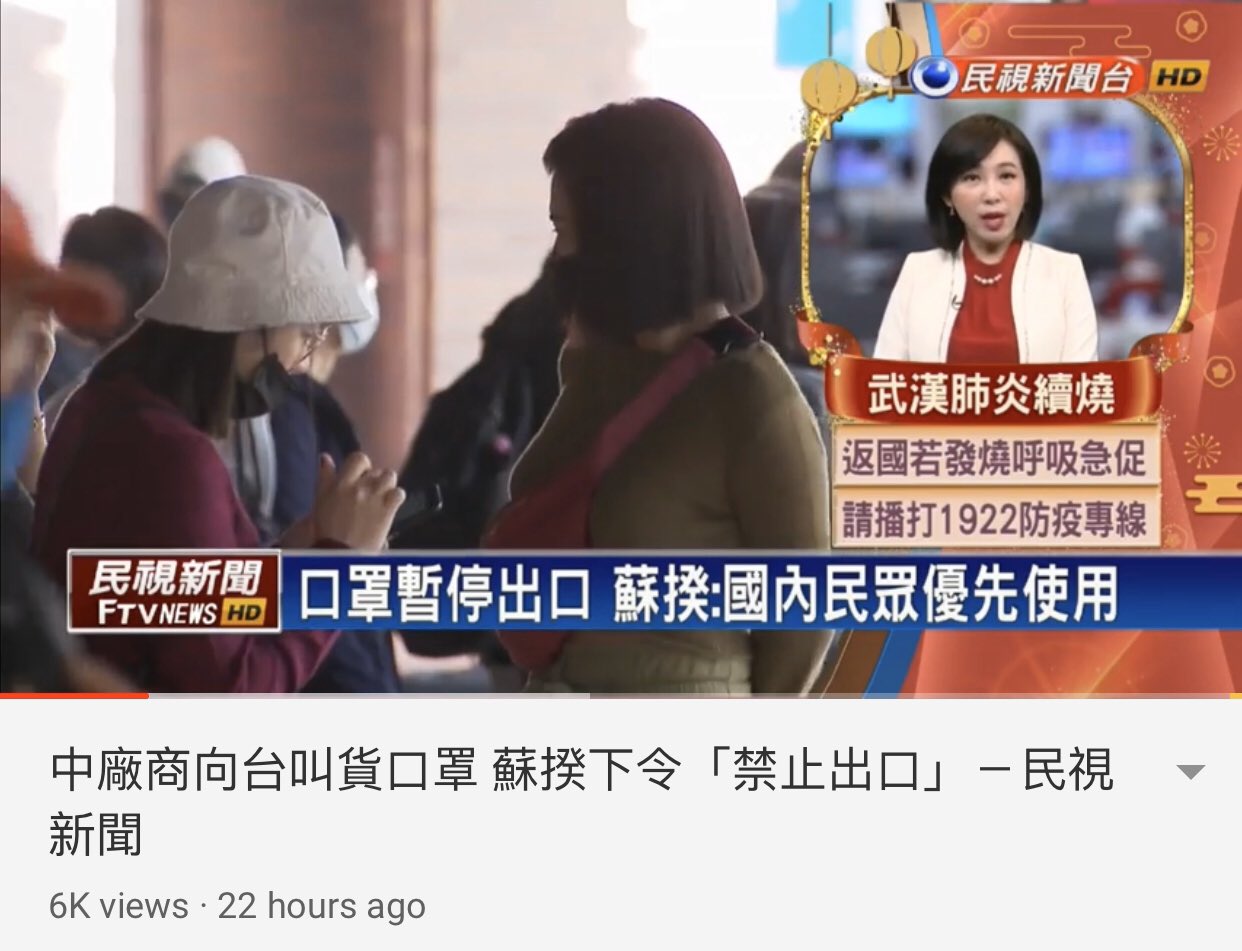 民視新聞台 HD
武漢肺炎續燒
返國若發燒呼吸急促
請播打1922防疫專線
民視新聞
FTVNEWS HD
口罩暫停出口 蘇揆:國內民眾優先使用
中廠商向台叫貨口罩 蘇揆下令「禁止出口」 – 民視
新聞
6K views · 22 hours ago